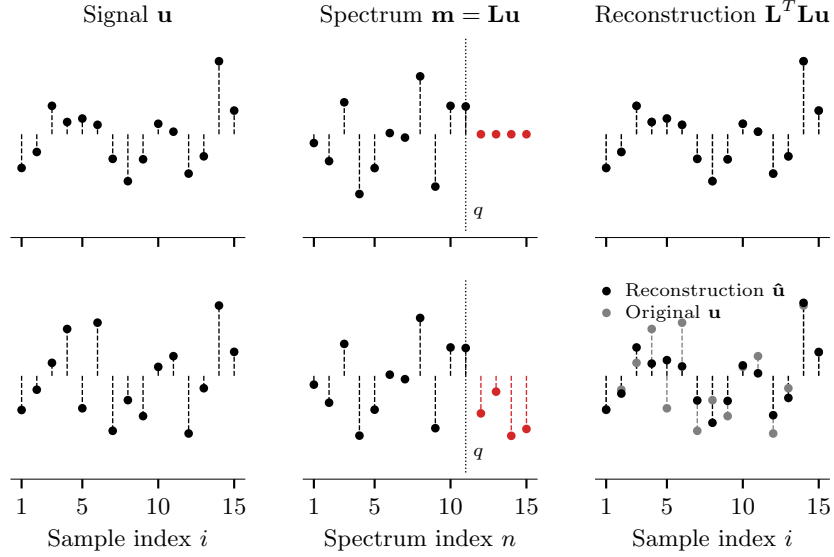 Signal u
Spectrum m = Lu
Reconstruction LᵀLu
q
Reconstruction û
Original u
q
1 5 10 15
1 5 10 15
1 5 10 15
Sample index i
Spectrum index n
Sample index i